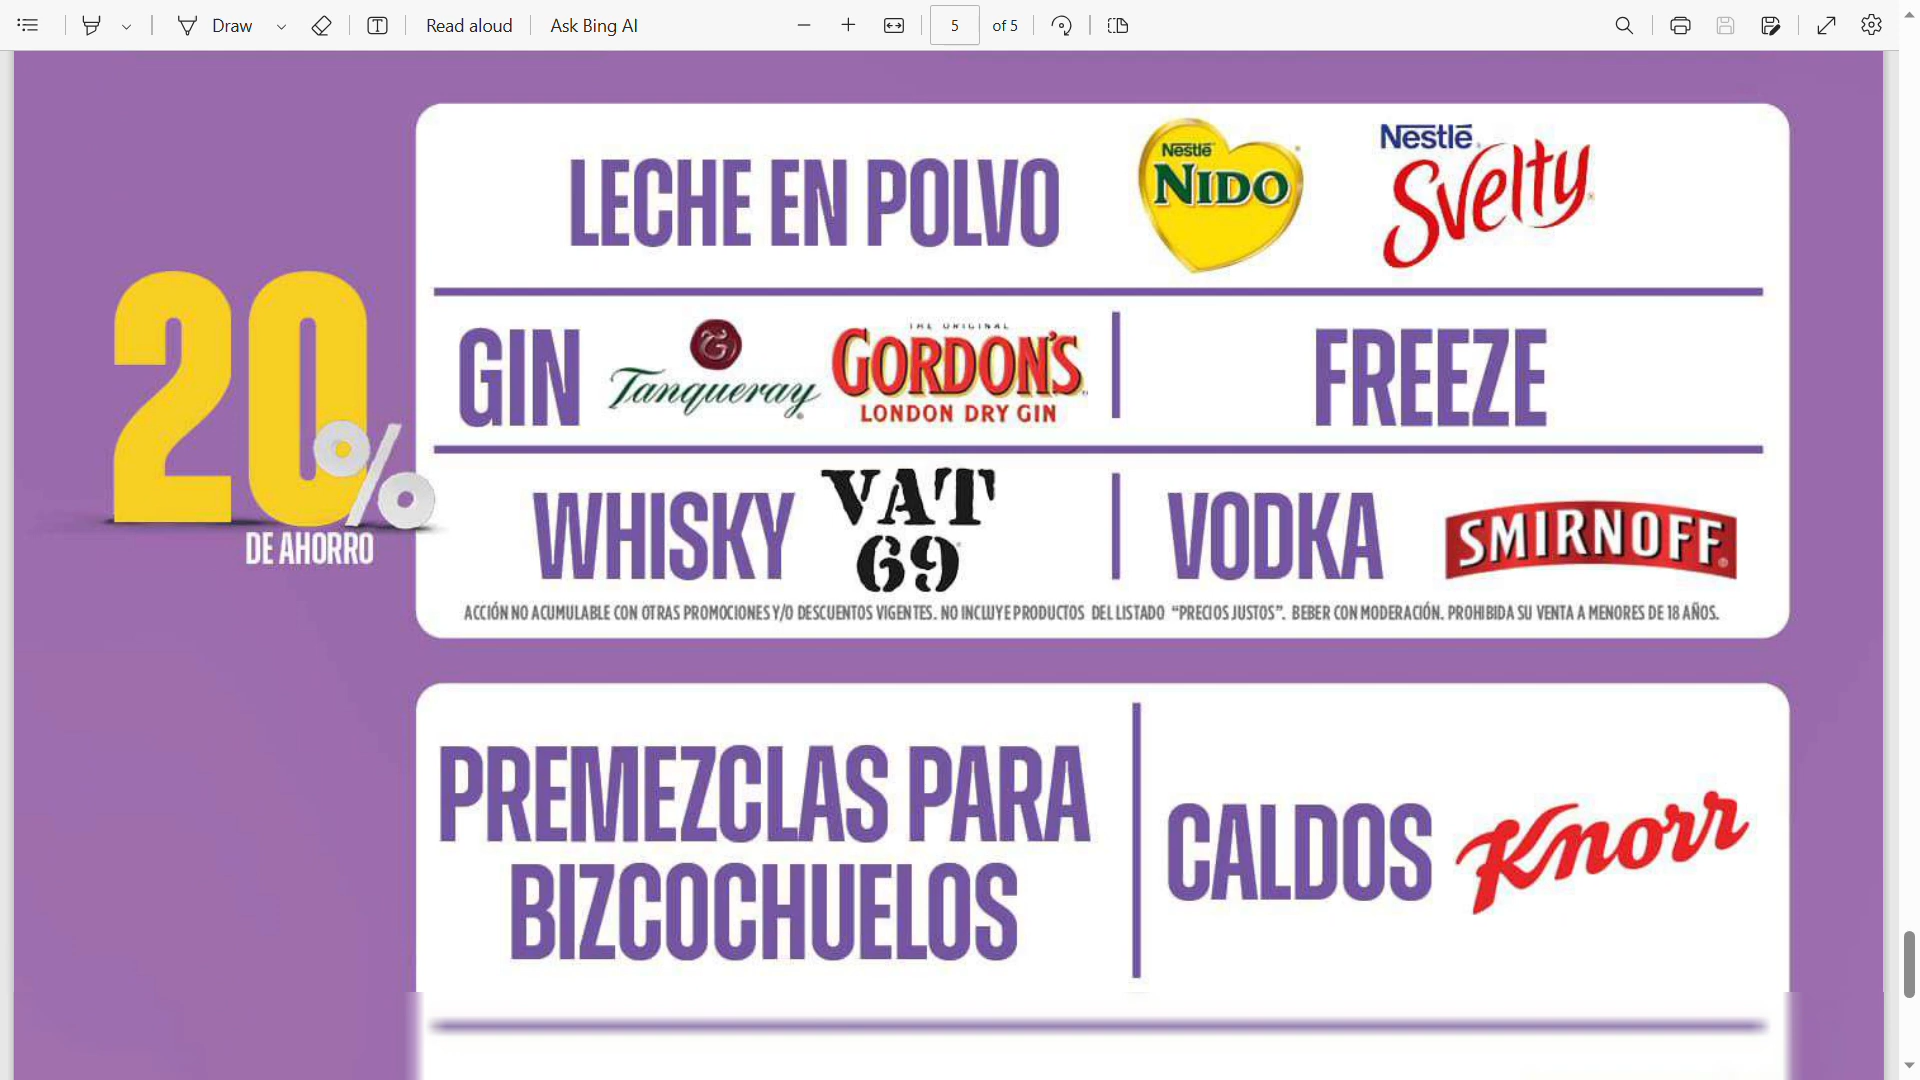 Draw
Read aloud
Ask Bing AI
5
of 5
LECHE EN POLVO
Nestlé
NIDO
Nestlé
Svelty
20%
DE AHORRO
GIN
Tanqueray
THE ORIGINAL
GORDON'S
LONDON DRY GIN
FREEZE
WHISKY
VAT
69
VODKA
SMIRNOFF
ACCIÓN NO ACUMULABLE CON OTRAS PROMOCIONES Y/O DESCUENTOS VIGENTES. NO INCLUYE PRODUCTOS DEL LISTADO “PRECIOS JUSTOS”. BEBER CON MODERACIÓN. PROHIBIDA SU VENTA A MENORES DE 18 AÑOS.
PREMEZCLAS PARA
BIZCOCHUELOS
CALDOS
Knorr